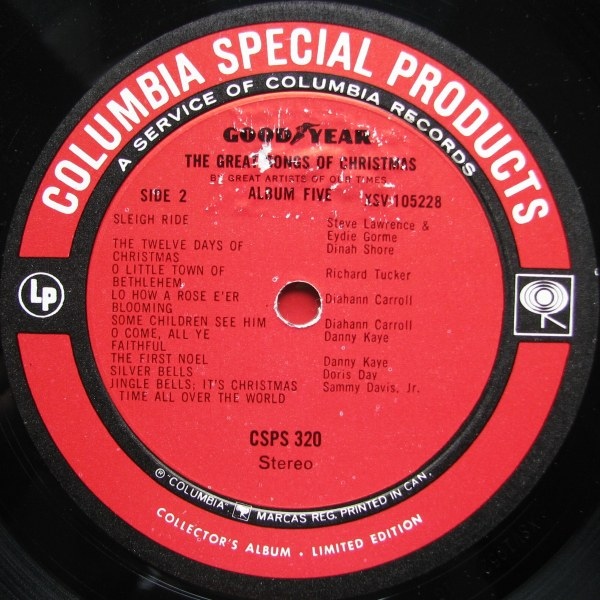 COLUMBIA SPECIAL PRODUCTS
A SERVICE OF COLUMBIA RECORDS
GOODYEAR
THE GREAT SONGS OF CHRISTMAS
BY GREAT ARTISTS OF OUR TIMES
SIDE 2 ALBUM FIVE XSV-105228
SLEIGH RIDE Steve Lawrence &
Eydie Gorme
THE TWELVE DAYS OF Dinah Shore
CHRISTMAS
O LITTLE TOWN OF Richard Tucker
BETHLEHEM
LO HOW A ROSE E'ER Diahann Carroll
BLOOMING
SOME CHILDREN SEE HIM Diahann Carroll
O COME, ALL YE Danny Kaye
FAITHFUL
THE FIRST NOEL Danny Kaye
SILVER BELLS Doris Day
JINGLE BELLS; IT'S CHRISTMAS Sammy Davis, Jr.
TIME ALL OVER THE WORLD
LP
CSPS 320
Stereo
® "COLUMBIA", MARCAS REG. PRINTED IN CAN.
COLLECTOR'S ALBUM • LIMITED EDITION